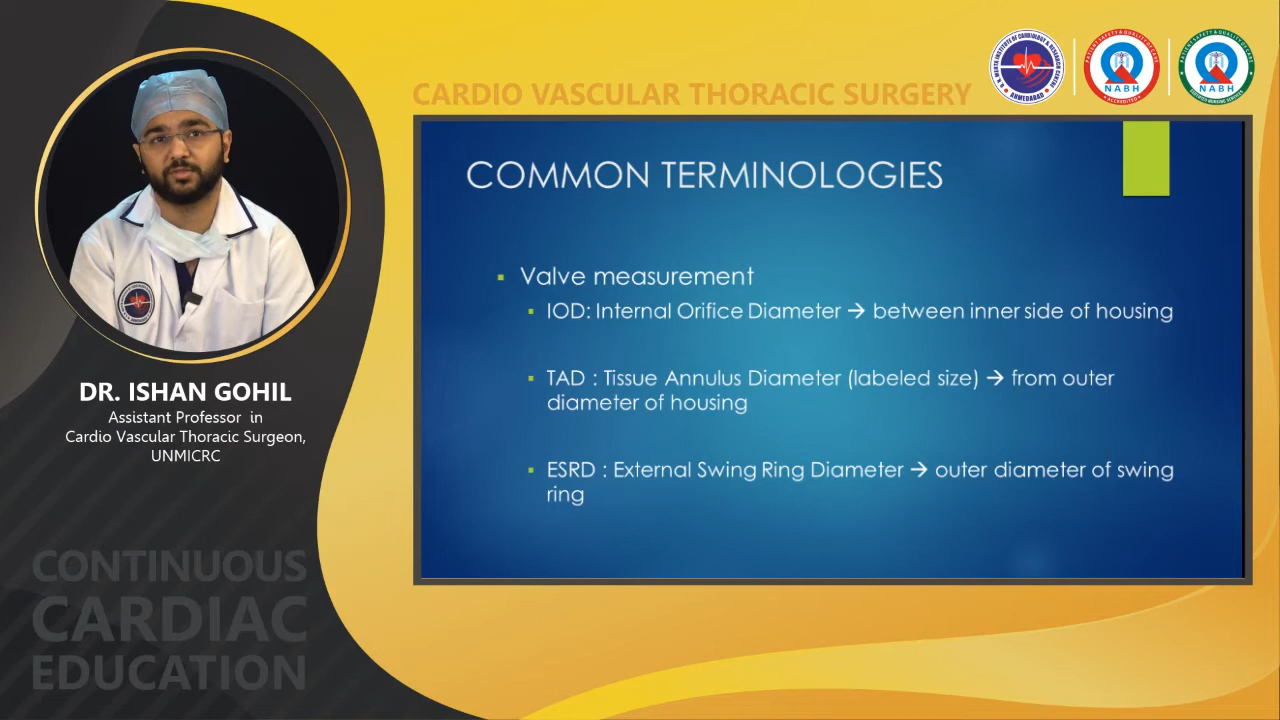 CARDIO VASCULAR THORACIC SURGERY
NABH
NABH
COMMON TERMINOLOGIES
Valve measurement
IOD: Internal Orifice Diameter → between inner side of housing
TAD : Tissue Annulus Diameter (labeled size) → from outer
diameter of housing
ESRD : External Swing Ring Diameter → outer diameter of swing
ring
DR. ISHAN GOHIL
Assistant Professor in
Cardio Vascular Thoracic Surgeon,
UNMICRC
CONTINUOUS
CARDIAC
EDUCATION